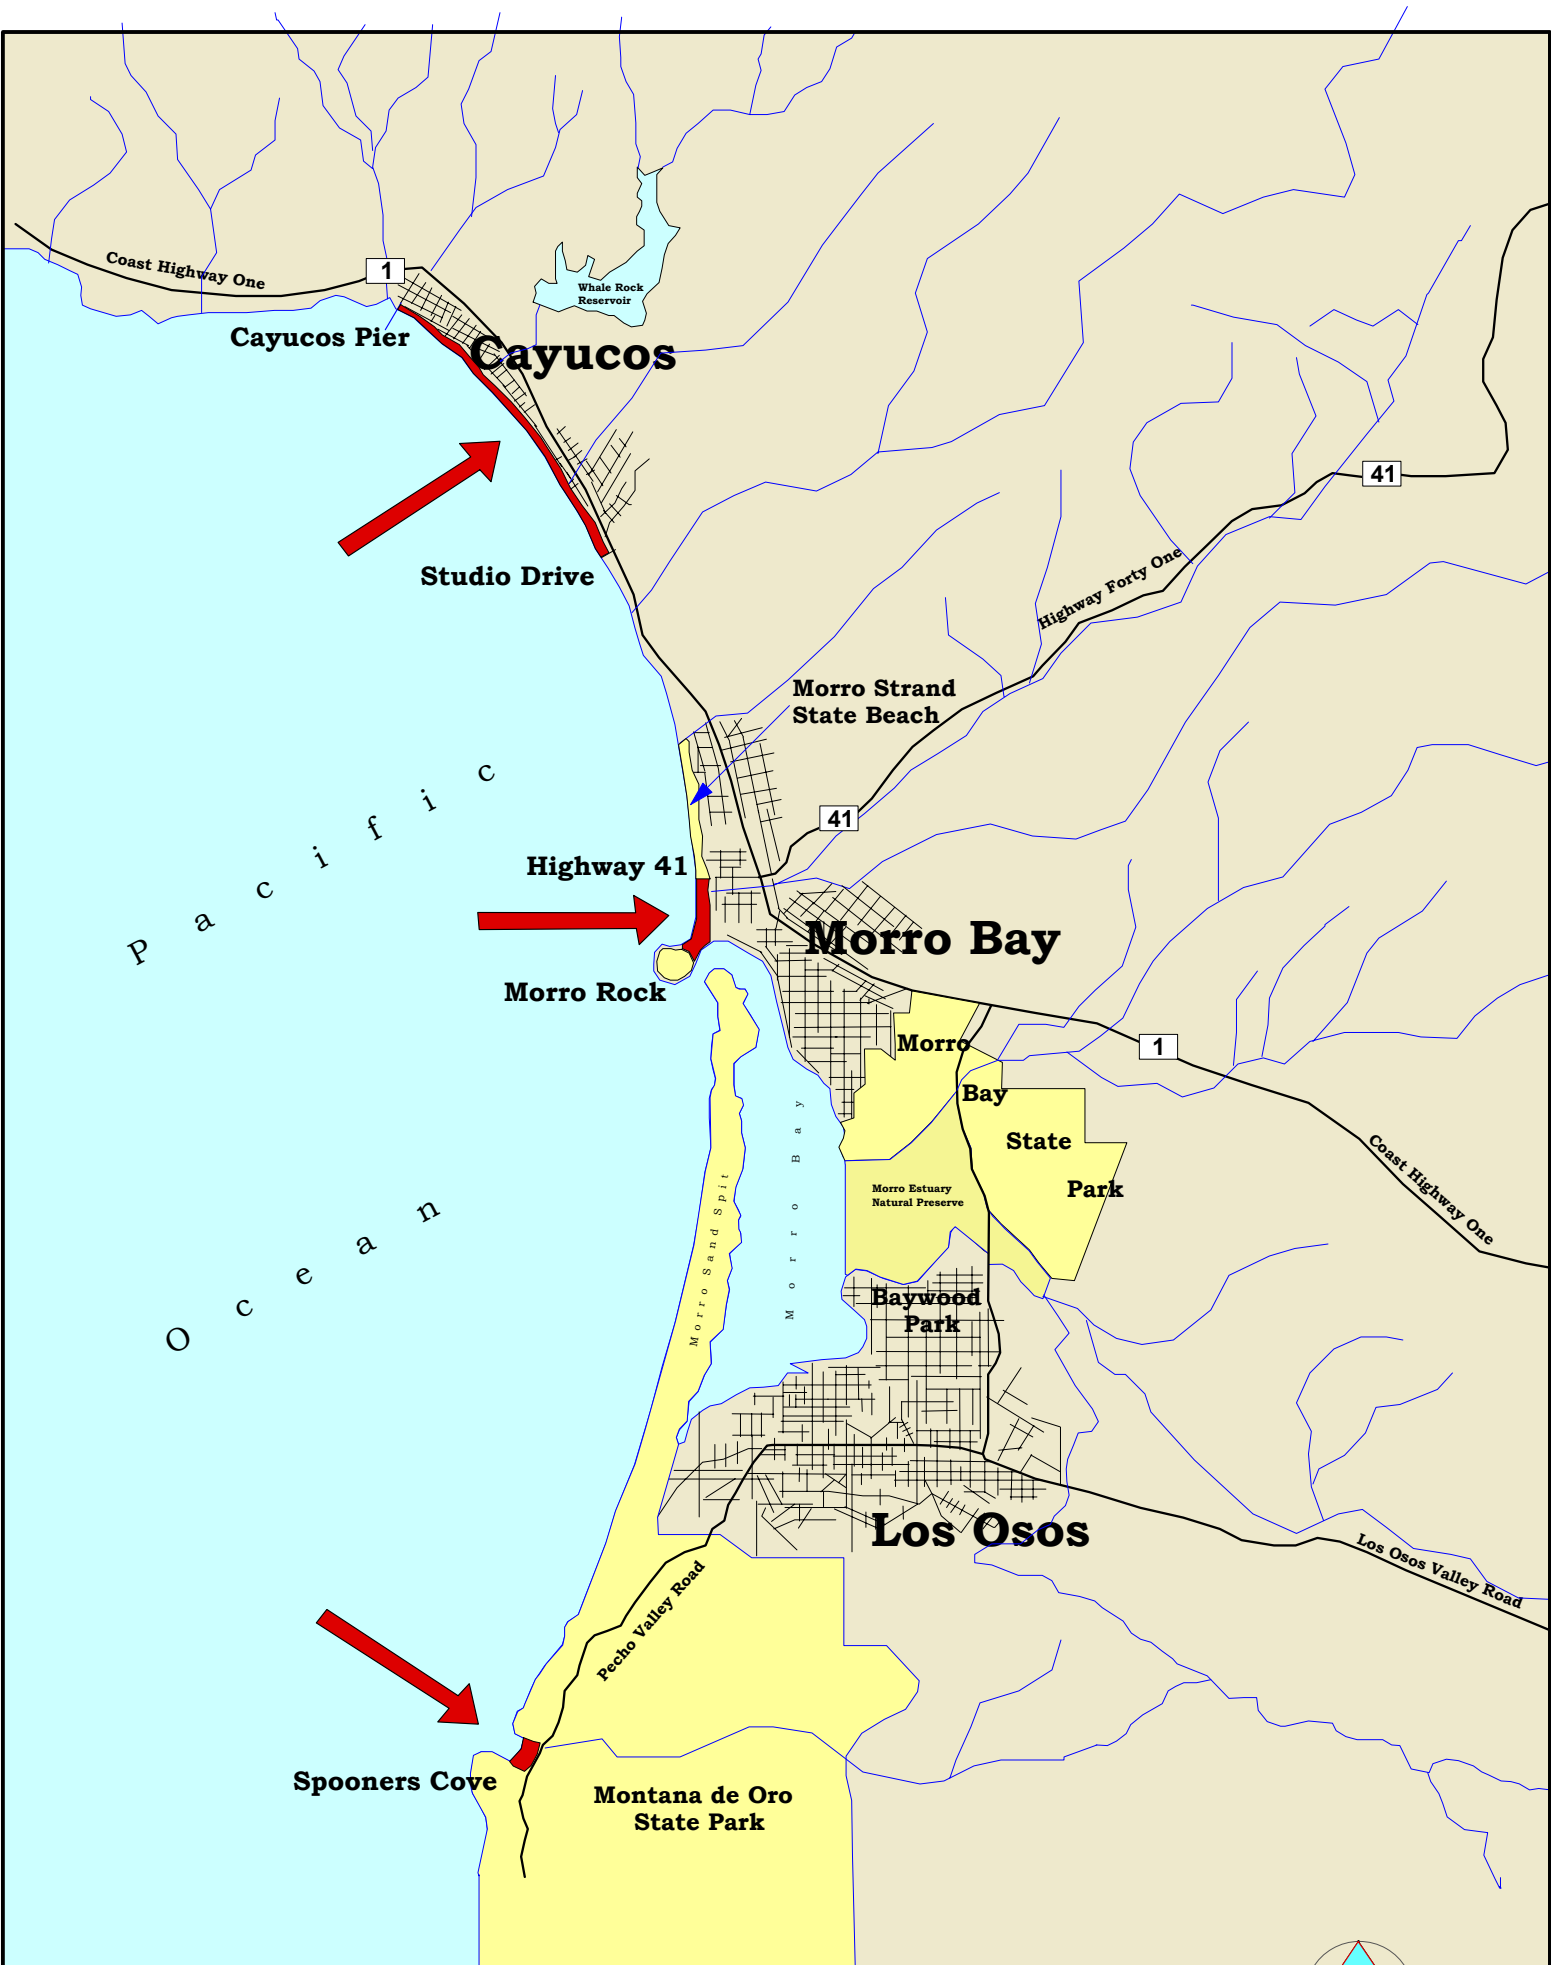 Coast Highway One
1
Whale Rock
Reservoir
Cayucos Pier
Cayucos
41
Studio Drive
Highway Forty One
Morro Strand
State Beach
Pacific
41
Highway 41
Morro Bay
Morro Rock
Morro
1
Bay
State
Park
Morro Bay
Coast Highway One
Morro Estuary
Natural Preserve
Morro Sand Spit
Ocean
Baywood
Park
Los Osos
Los Osos Valley Road
Pecho Valley Road
Spooners Cove
Montana de Oro
State Park